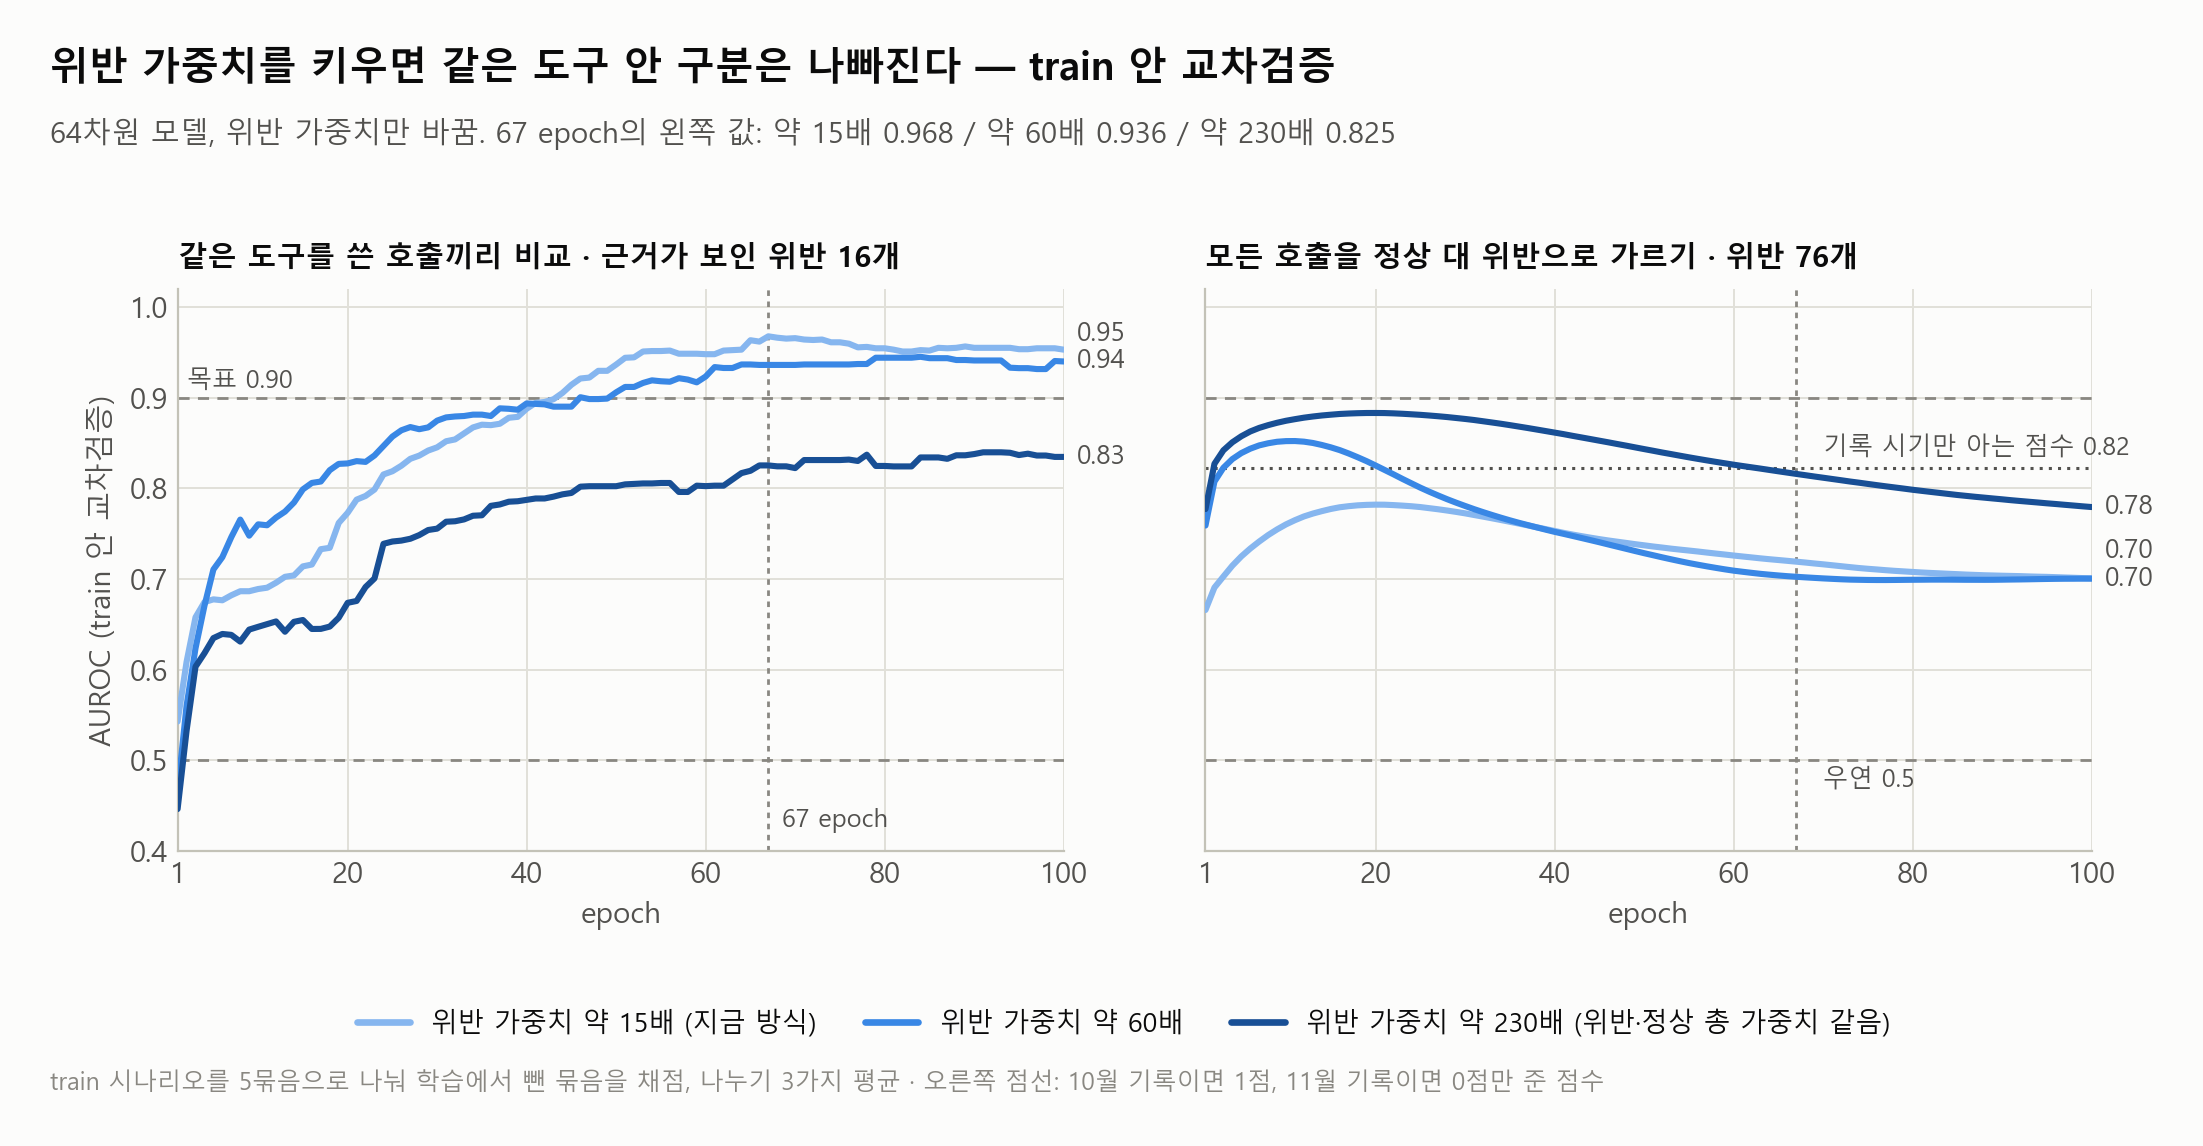 위반 가중치를 키우면 같은 도구 안 구분은 나빠진다 — train 안 교차검증
64차원 모델, 위반 가중치만 바꿈. 67 epoch의 왼쪽 값: 약 15배 0.968 / 약 60배 0.936 / 약 230배 0.825
같은 도구를 쓴 호출끼리 비교 · 근거가 보인 위반 16개
AUROC (train 안 교차검증)
1.0
0.9
0.8
0.7
0.6
0.5
0.4
목표 0.90
67 epoch
0.95
0.94
0.83
1
20
40
60
80
100
epoch
모든 호출을 정상 대 위반으로 가르기 · 위반 76개
기록 시기만 아는 점수 0.82
우연 0.5
0.78
0.70
0.70
1
20
40
60
80
100
epoch
위반 가중치 약 15배 (지금 방식)
위반 가중치 약 60배
위반 가중치 약 230배 (위반·정상 총 가중치 같음)
train 시나리오를 5묶음으로 나눠 학습에서 뺀 묶음을 채점, 나누기 3가지 평균 · 오른쪽 점선: 10월 기록이면 1점, 11월 기록이면 0점만 준 점수